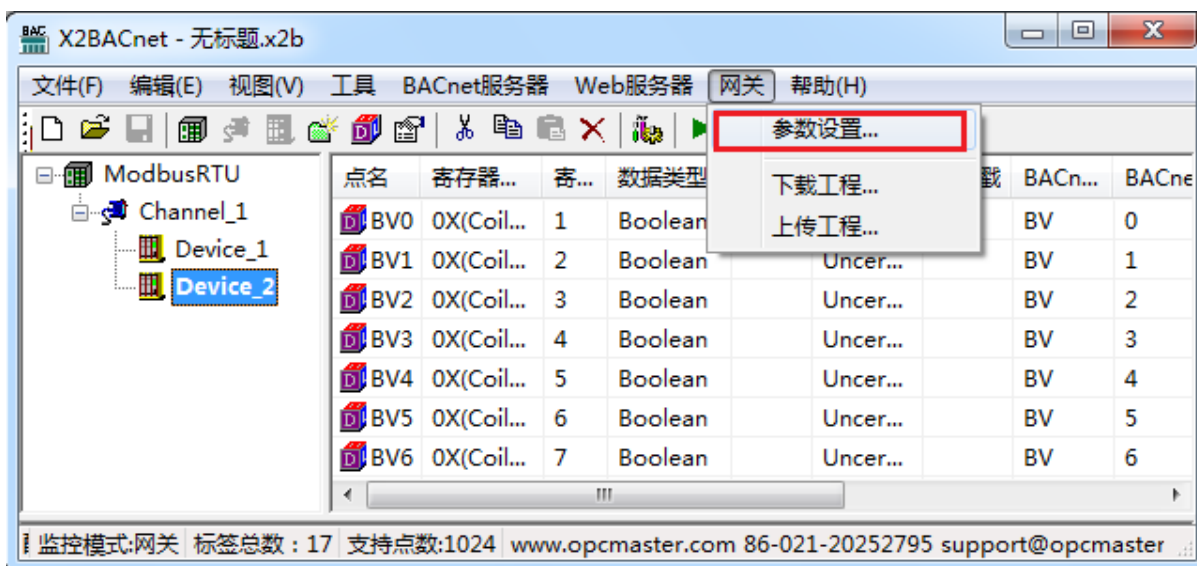 BAC X2BACnet - 无标题.x2b
文件(F) 编辑(E) 视图(V) 工具 BACnet服务器 Web服务器 网关 帮助(H)
参数设置...
下载工程...
上传工程...
ModbusRTU
Channel_1
Device_1
Device_2
点名 寄存器... 寄... 数据类型 戳 BACn... BACne
BV0 0X(Coil... 1 Boolean BV 0
BV1 0X(Coil... 2 Boolean Uncer... BV 1
BV2 0X(Coil... 3 Boolean Uncer... BV 2
BV3 0X(Coil... 4 Boolean Uncer... BV 3
BV4 0X(Coil... 5 Boolean Uncer... BV 4
BV5 0X(Coil... 6 Boolean Uncer... BV 5
BV6 0X(Coil... 7 Boolean Uncer... BV 6
监控模式:网关 标签总数：17 支持点数:1024 www.opcmaster.com 86-021-20252795 support@opcmaster